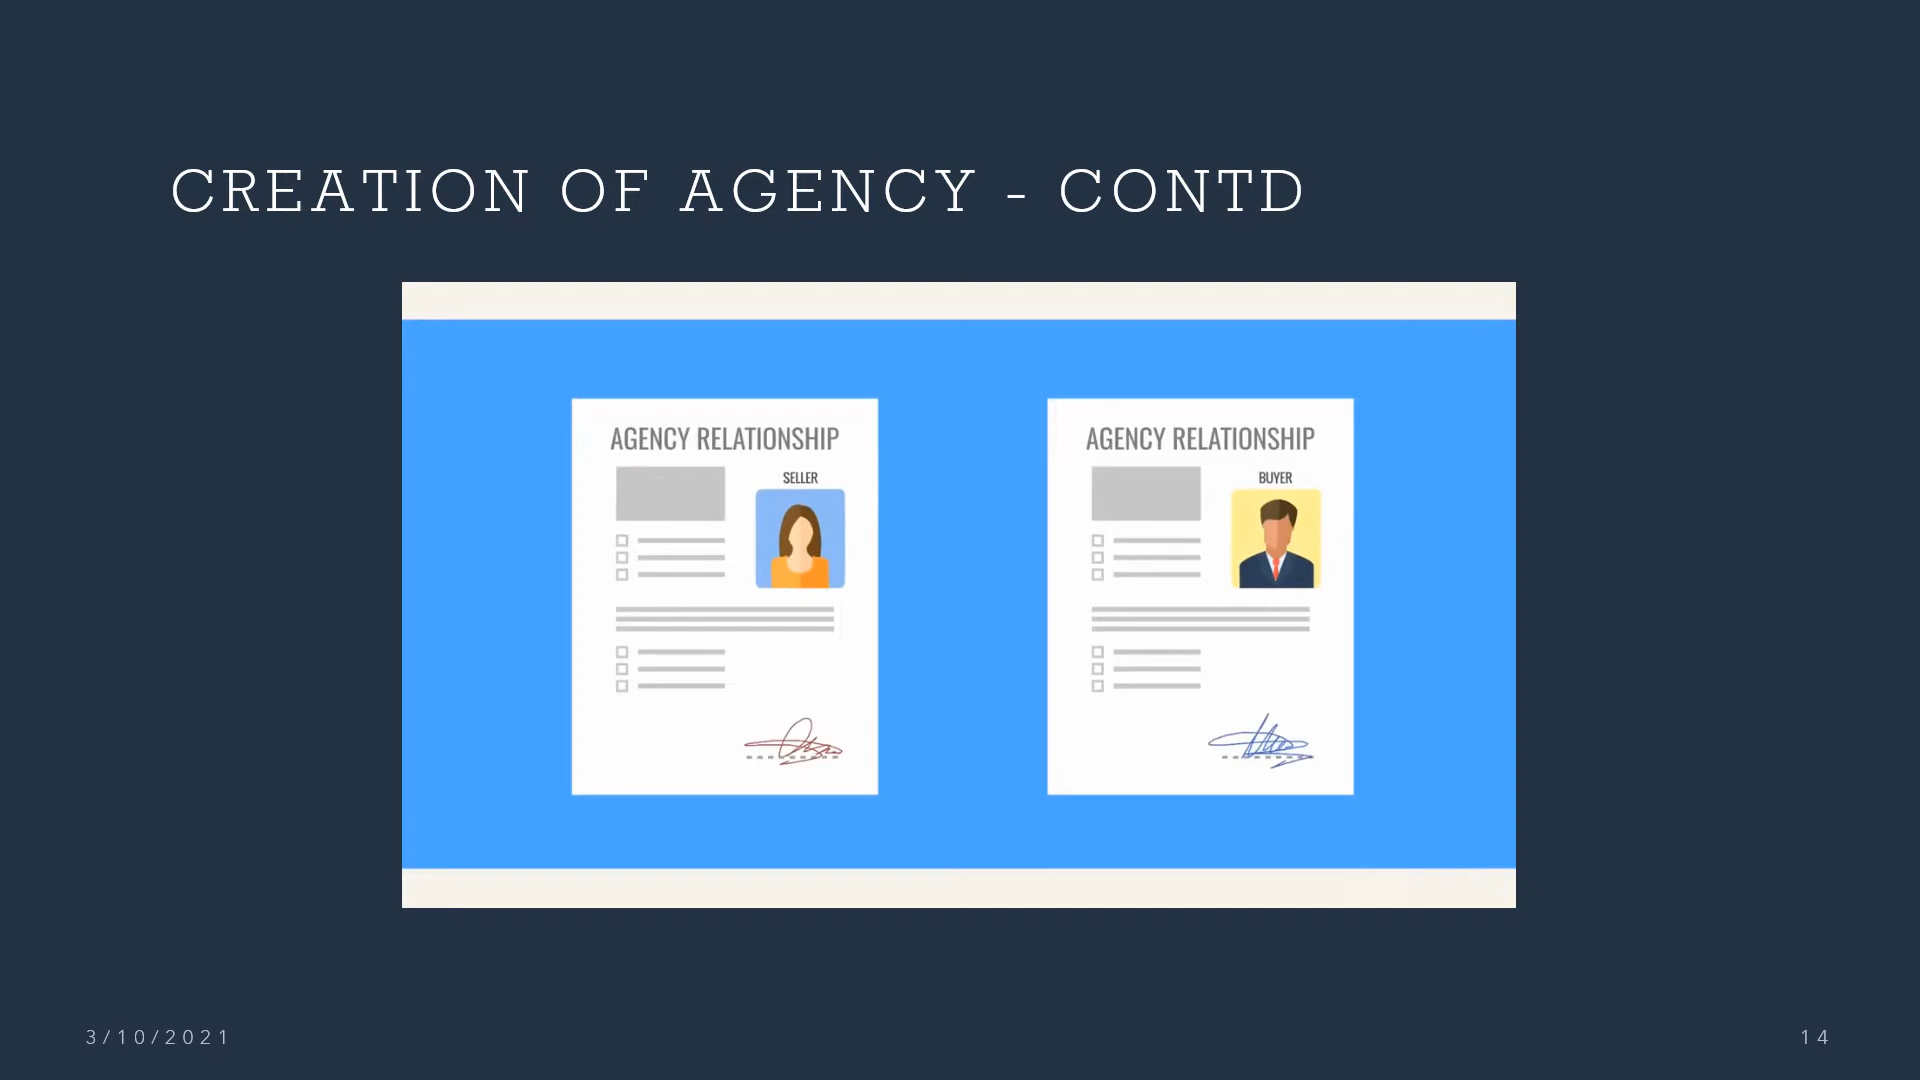 CREATION OF AGENCY - CONTD
AGENCY RELATIONSHIP
SELLER
AGENCY RELATIONSHIP
BUYER
3/10/2021
14